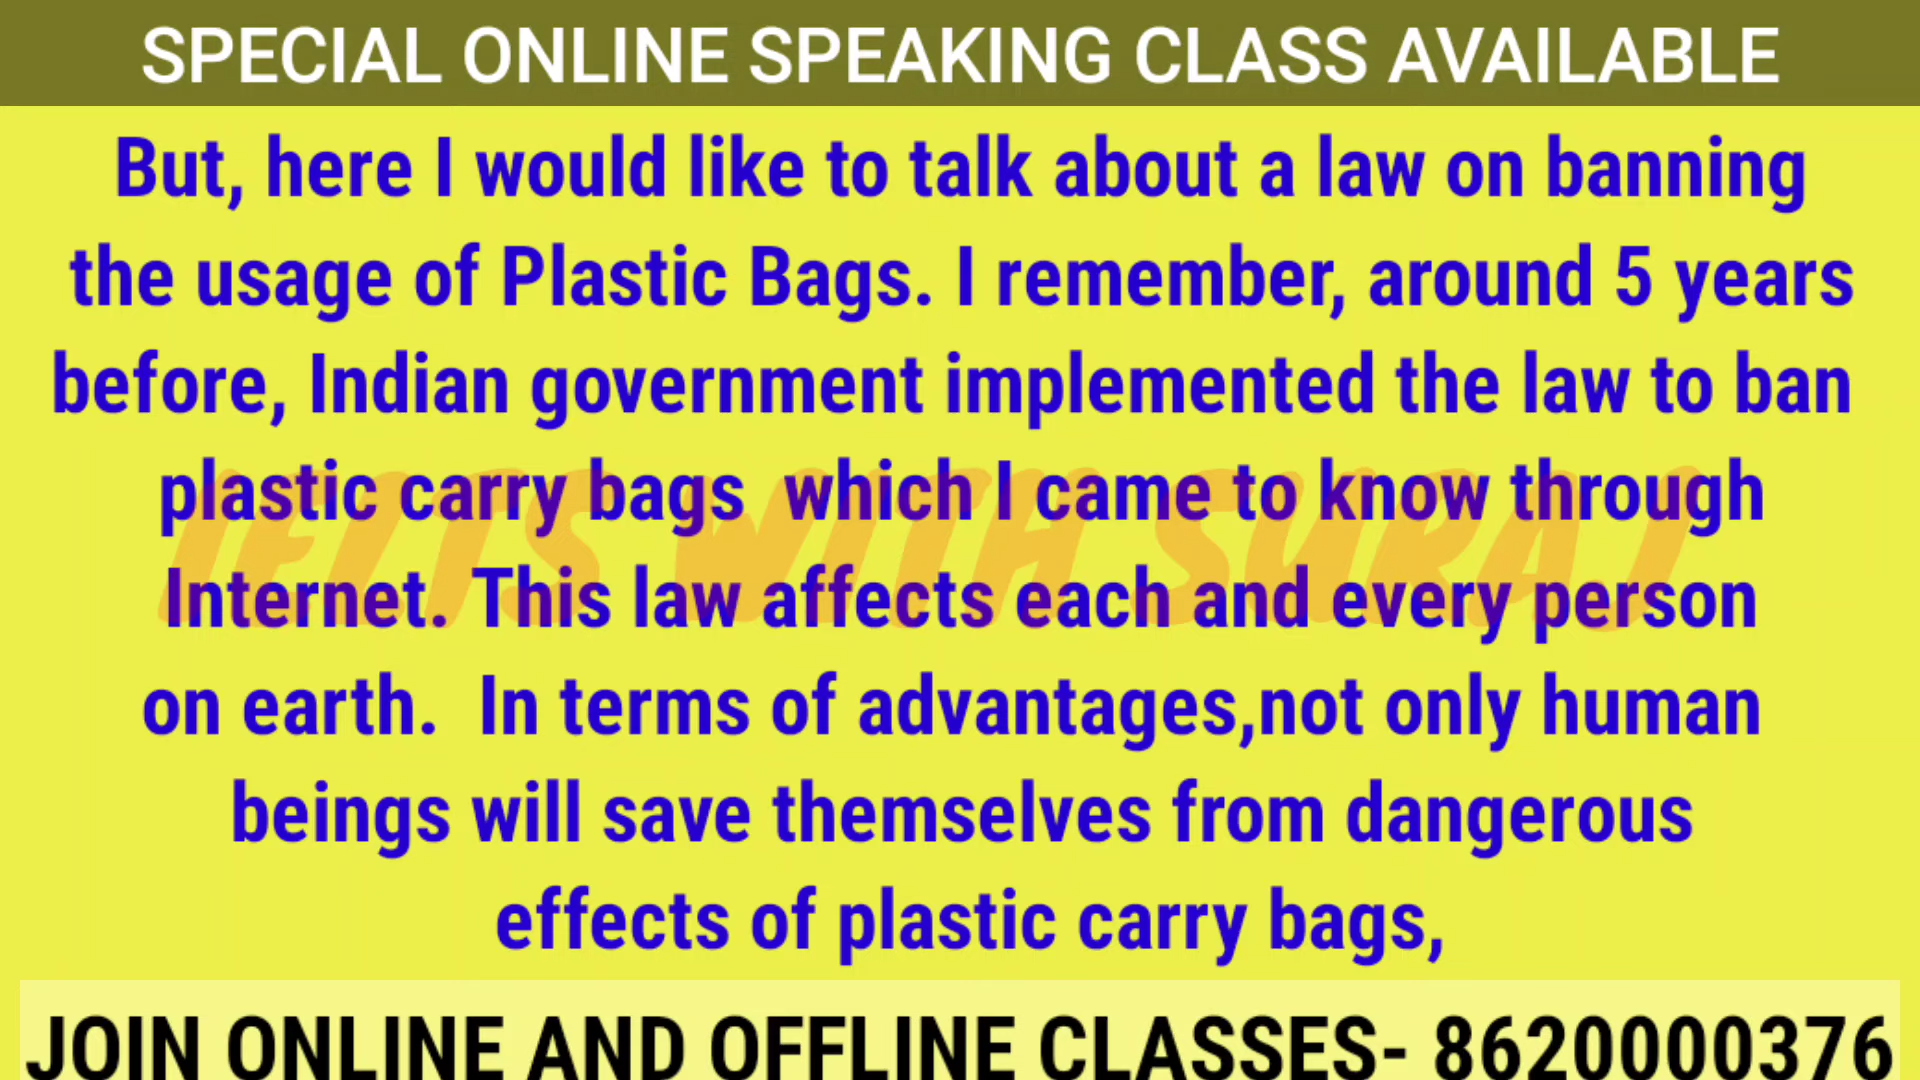 SPECIAL ONLINE SPEAKING CLASS AVAILABLE
But, here I would like to talk about a law on banning
the usage of Plastic Bags. I remember, around 5 years
before, Indian government implemented the law to ban
plastic carry bags  which I came to know through
IELTS WITH SURAJ
Internet. This law affects each and every person
on earth.  In terms of advantages,not only human
beings will save themselves from dangerous
effects of plastic carry bags,
JOIN ONLINE AND OFFLINE CLASSES- 8620000376